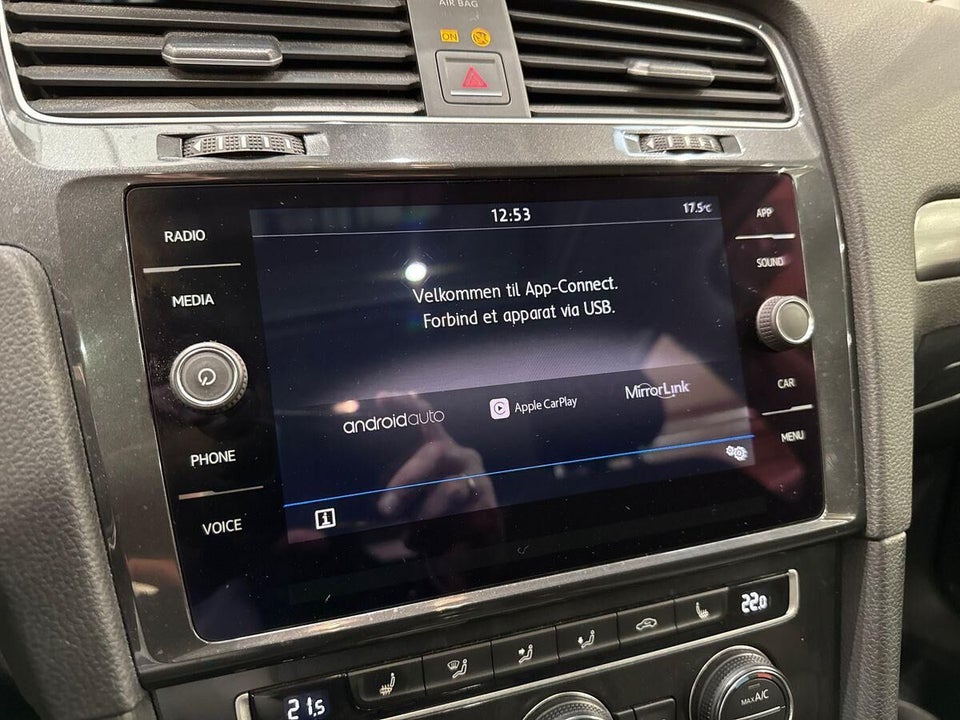 AIR BAG
ON
12:53
17.5°C
RADIO
MEDIA
PHONE
VOICE
Velkommen til App-Connect.
Forbind et apparat via USB.
androidauto
Apple CarPlay
MirrorLink
i
APP
SOUND
CAR
MENU
21.5
22.0
MAX A/C